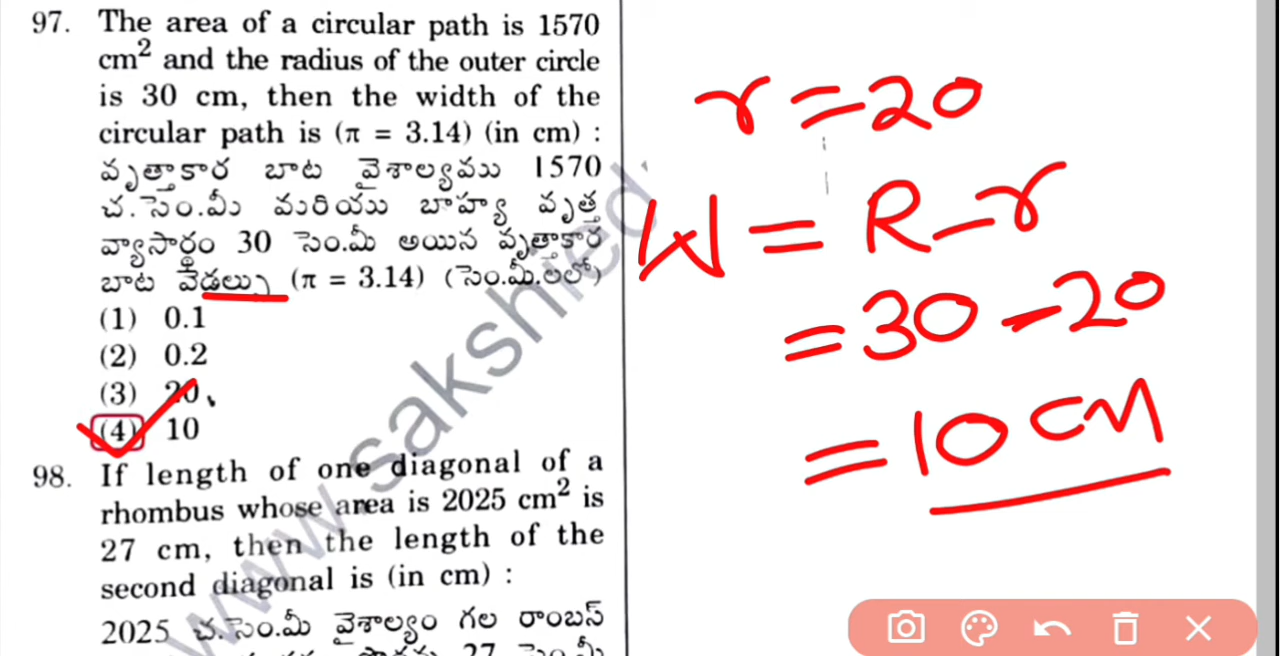 97. The area of a circular path is 1570
cm² and the radius of the outer circle
is 30 cm, then the width of the
circular path is (π = 3.14) (in cm) :
వృత్తాకార బాట వైశాల్యము 1570
చ.సెం.మీ మరియు బాహ్య వృత్త
వ్యాసార్థం 30 సెం.మీ అయిన వృత్తాకార
బాట వెడలు్ప (π = 3.14) (సెం.మీ.లలో)
(1) 0.1
(2) 0.2
(3) 20
(4) 10
98. If length of one diagonal of a
rhombus whose area is 2025 cm² is
27 cm, then the length of the
second diagonal is (in cm) :
2025 చ.సెం.మీ వైశాల్యం గల రాంబస్
27 సెం.మీ
r = 20
W = R - r
= 30 - 20
= 10 CM
www.sakshied